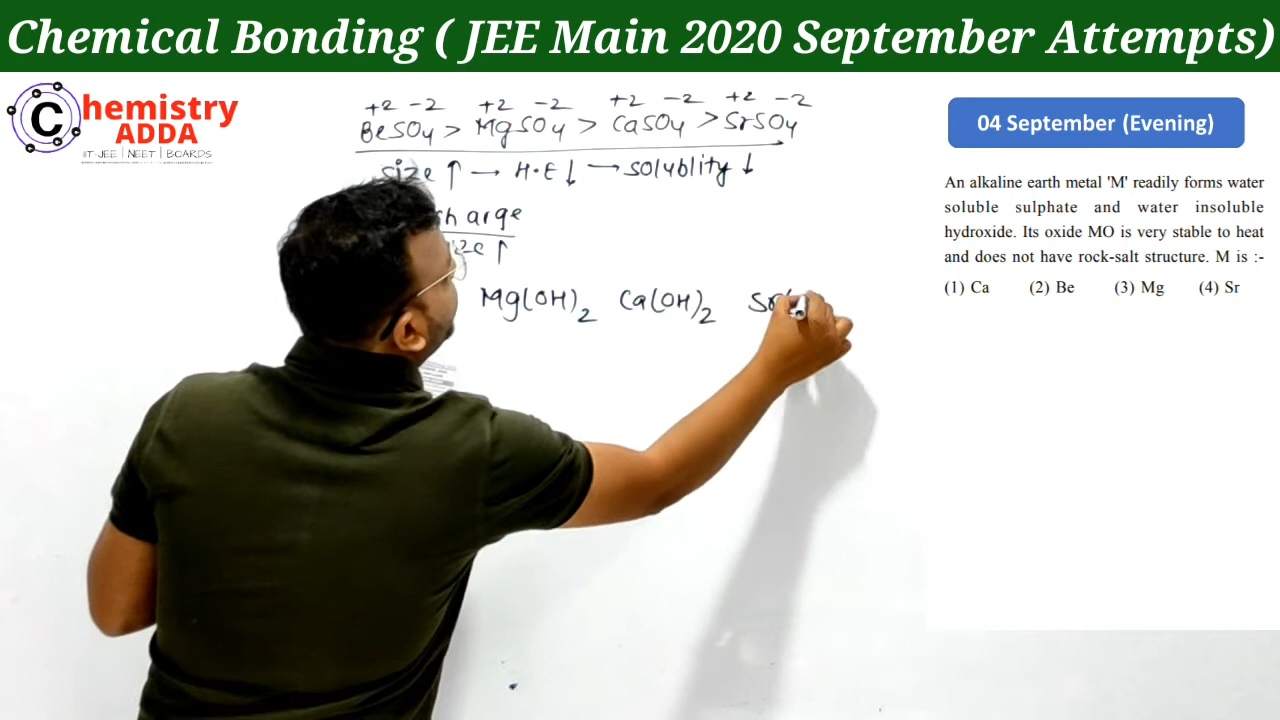 Chemical Bonding ( JEE Main 2020 September Attempts)
Chemistry
ADDA
IIT-JEE | NEET | BOARDS
+2 -2 +2 -2 +2 -2 +2 -2
BeSO4 > MgSO4 > CaSO4 > SrSO4
size ↑ → H·E ↓ → solublity ↓
harge
ze ↑
Mg(OH)2 Ca(OH)2 Sr
04 September (Evening)
An alkaline earth metal 'M' readily forms water
soluble sulphate and water insoluble
hydroxide. Its oxide MO is very stable to heat
and does not have rock-salt structure. M is :-
(1) Ca (2) Be (3) Mg (4) Sr